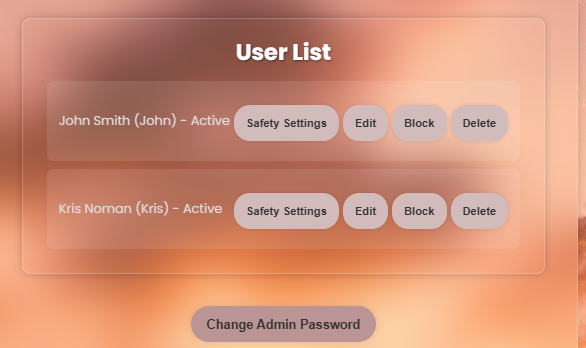 User List
John Smith (John) - Active Safety Settings Edit Block Delete
Kris Noman (Kris) - Active Safety Settings Edit Block Delete
Change Admin Password